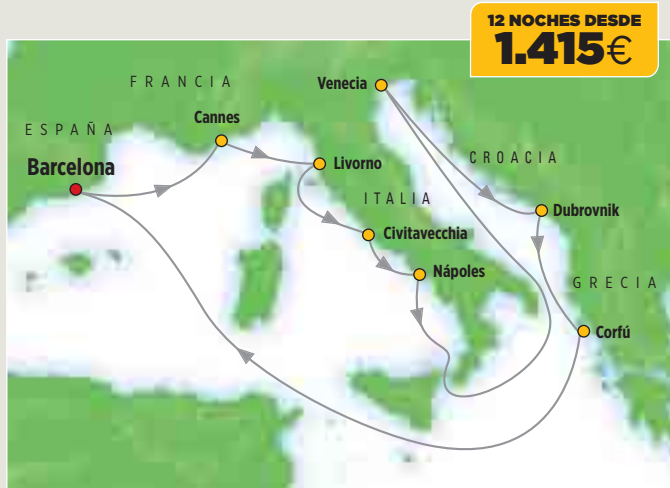 12 NOCHES DESDE
1.415€
FRANCIA
Venecia
Cannes
ESPAÑA
Barcelona
Livorno
CROACIA
ITALIA
Dubrovnik
Civitavecchia
Nápoles
GRECIA
Corfú